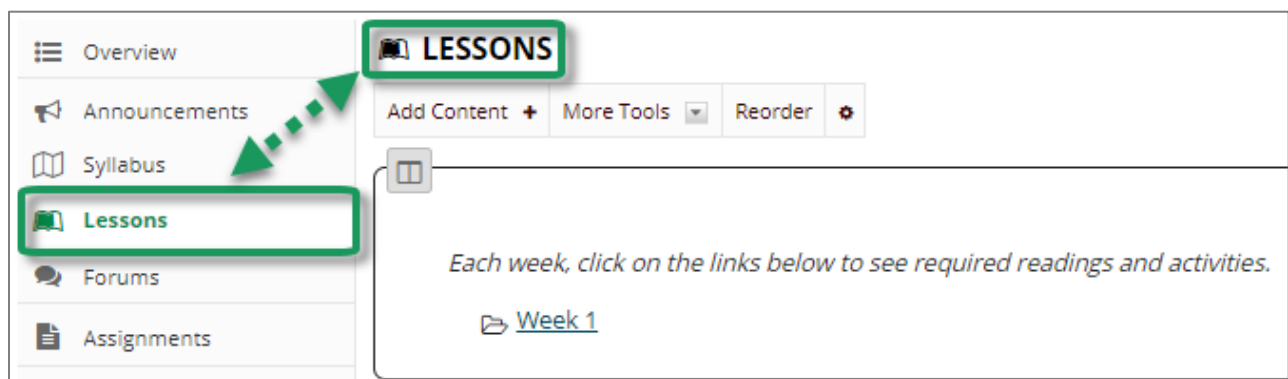 Overview
Announcements
Syllabus
Lessons
Forums
Assignments
LESSONS
Add Content + More Tools Reorder
Each week, click on the links below to see required readings and activities.
Week 1